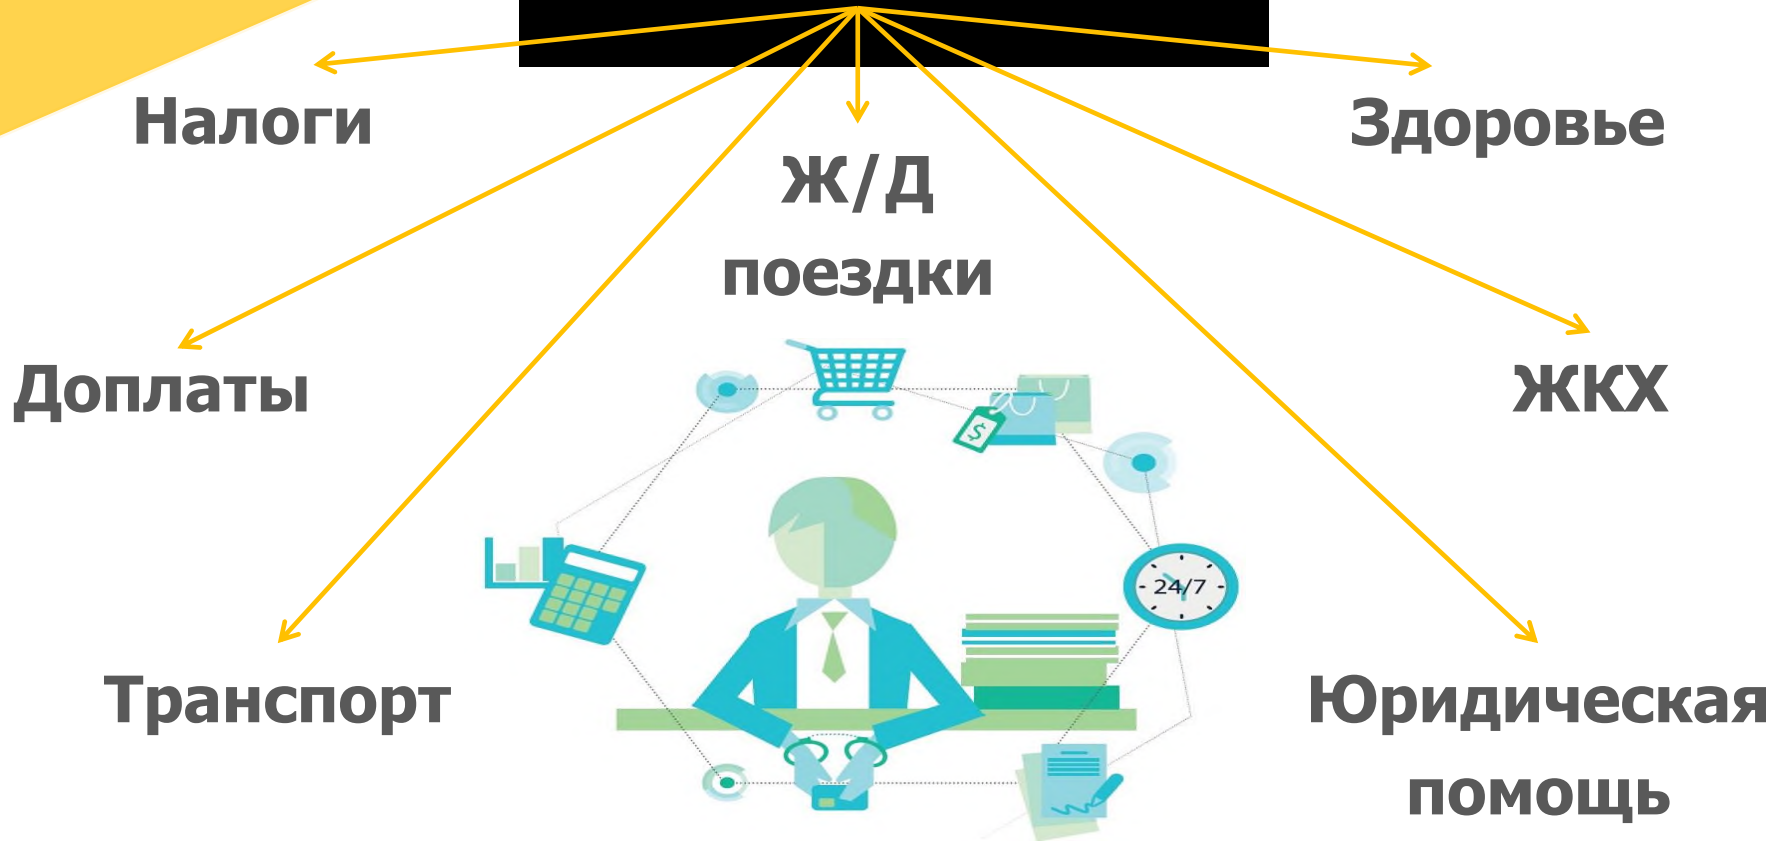 Налоги
Здоровье
Ж/Д
поездки
Доплаты
ЖКХ
$
24/7
Транспорт
Юридическая
помощь